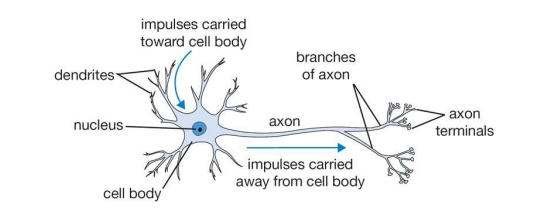 impulses carried
toward cell body
dendrites
nucleus
cell body
axon
impulses carried
away from cell body
branches
of axon
axon
terminals